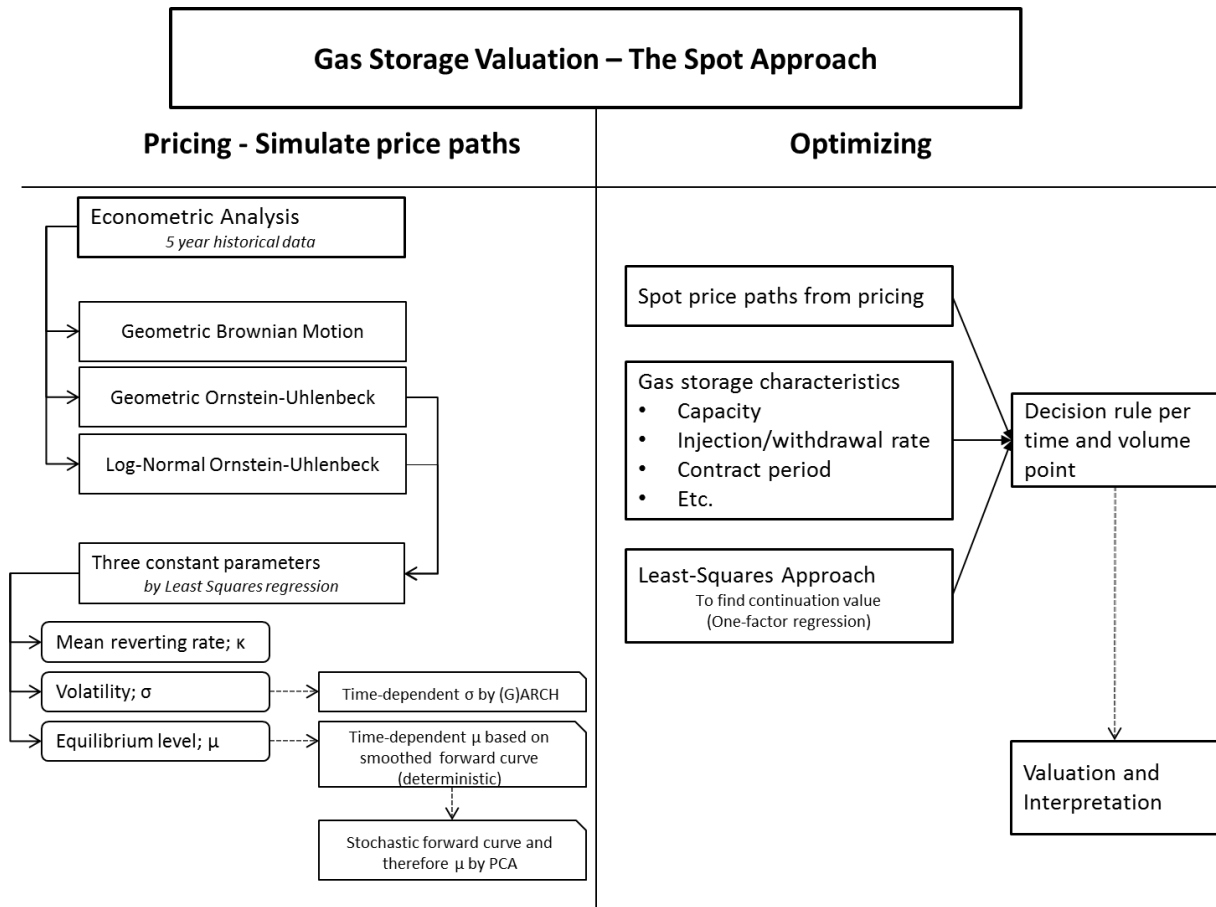 Gas Storage Valuation – The Spot Approach
Pricing - Simulate price paths
Econometric Analysis
5 year historical data
Geometric Brownian Motion
Geometric Ornstein-Uhlenbeck
Log-Normal Ornstein-Uhlenbeck
Three constant parameters
by Least Squares regression
Mean reverting rate; κ
Volatility; σ
Time-dependent σ by (G)ARCH
Equilibrium level; μ
Time-dependent μ based on
smoothed forward curve
(deterministic)
Stochastic forward curve and
therefore μ by PCA
Optimizing
Spot price paths from pricing
Gas storage characteristics
• Capacity
• Injection/withdrawal rate
• Contract period
• Etc.
Least-Squares Approach
To find continuation value
(One-factor regression)
Decision rule per
time and volume
point
Valuation and
Interpretation